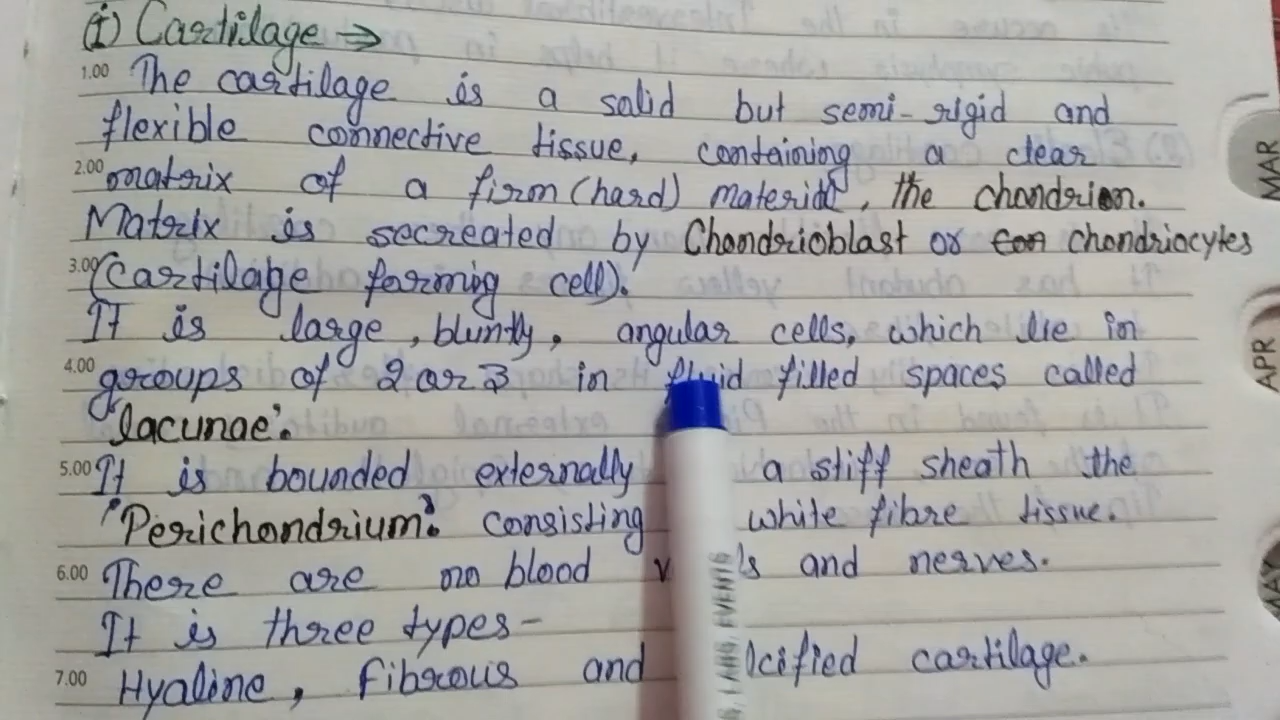 (i) Cartilage →
1.00 The cartilage is a solid but semi-rigid and
flexible connective tissue, containing a clear
2.00 matrix of a firm (hard) material, the chondrion.
Matrix is secreated by Chondrioblast or chondriocytes
3.00 (Cartilage forming cell).
It is large, bluntly, angular cells, which lie in
4.00 groups of 2 or 3 in fluid filled spaces called
'lacunae'.
5.00 It is bounded externally a stiff sheath the
'Perichondrium'. consisting white fibre tissue.
6.00 There are no blood and nerves.
It is three types-
7.00 Hyaline, Fibrous and cartilage.
MAR
APR
MAY